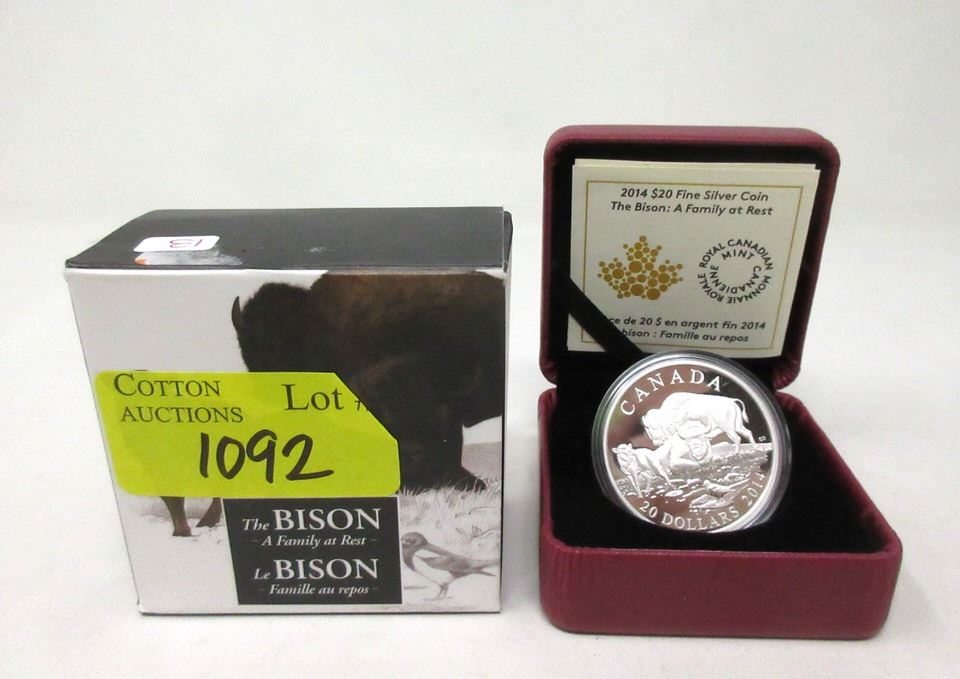 COTTON
AUCTIONS
Lot #
1092
The BISON
- A Family at Rest -
Le BISON
- Famille au repos -
2014 $20 Fine Silver Coin
The Bison: A Family at Rest
ROYAL CANADIAN MINT
MONNAIE ROYALE CANADIENNE
de 20 $ en argent fin 2014
bison : Famille au repos
CANADA
20 DOLLARS 2014